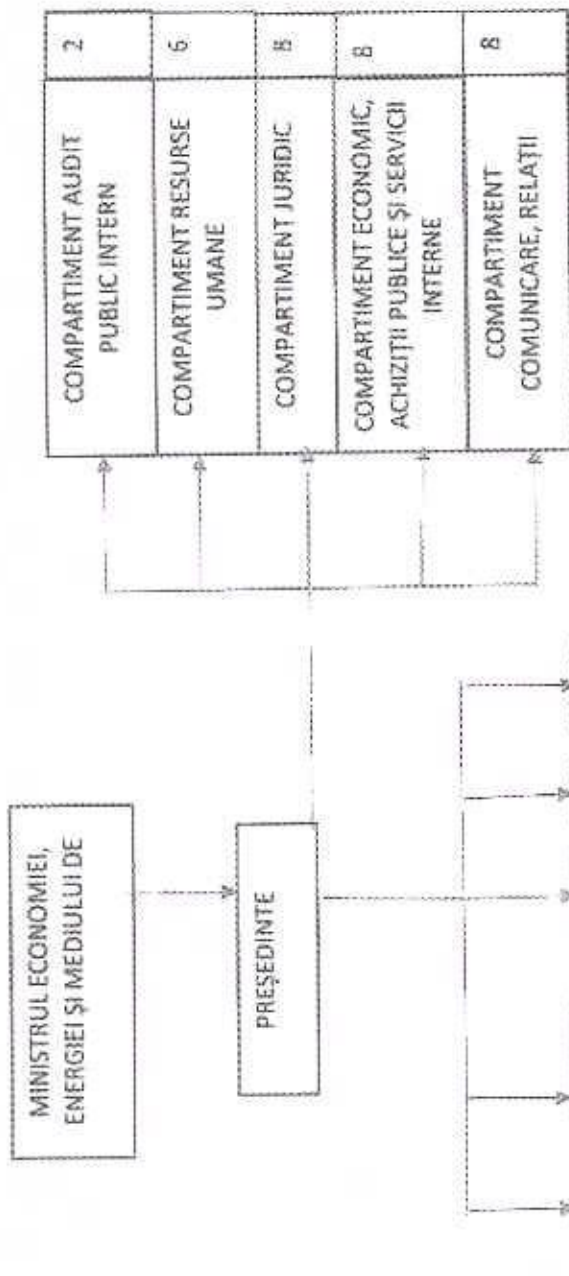 MINISTRUL ECONOMIEI,
ENERGIEI ȘI MEDIULUI DE
PREȘEDINTE
COMPARTIMENT AUDIT
PUBLIC INTERN
2
COMPARTIMENT RESURSE
UMANE
6
COMPARTIMENT JURIDIC
8
COMPARTIMENT ECONOMIC,
ACHIZIȚII PUBLICE ȘI SERVICII
INTERNE
8
COMPARTIMENT
COMUNICARE, RELAȚII
8